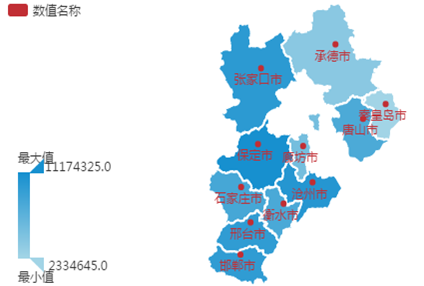 数值名称
承德市
张家口市
秦皇岛市
唐山市
保定市
廊坊市
最大值
11174325.0
石家庄市
沧州市
衡水市
邢台市
2334645.0
最小值
邯郸市